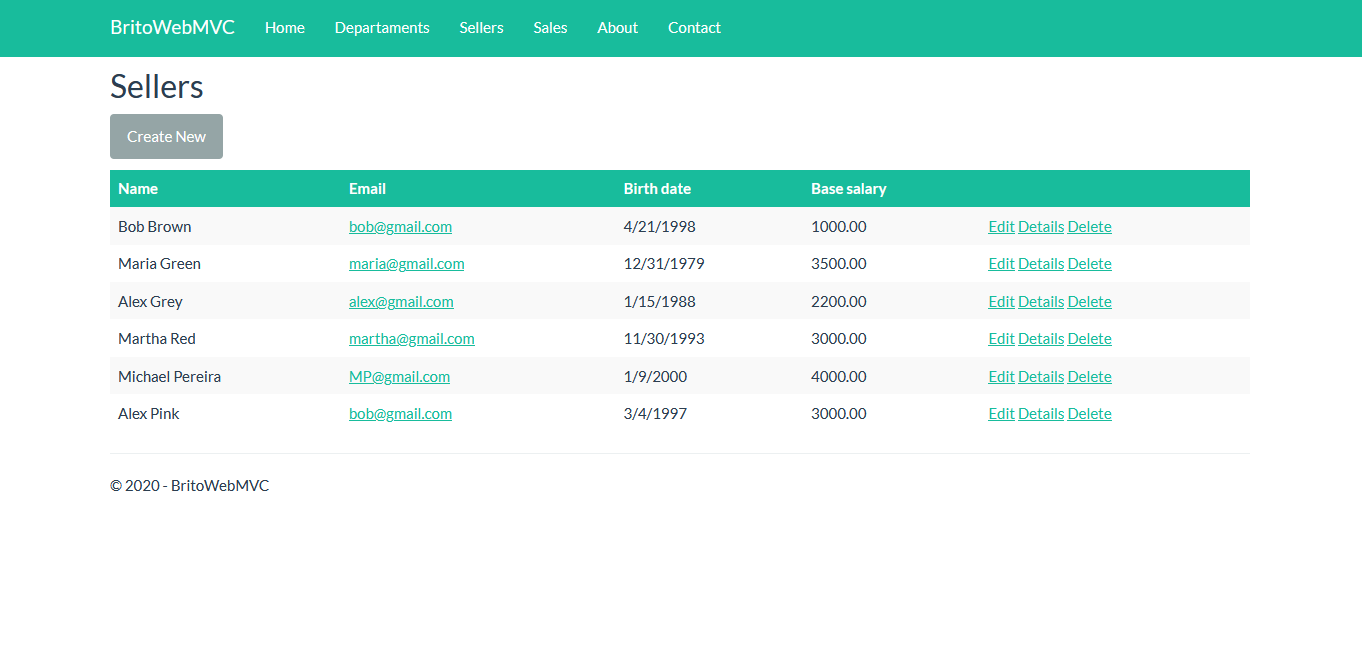 BritoWebMVC Home Departaments Sellers Sales About Contact
Sellers
Create New
Name Email Birth date Base salary
Bob Brown bob@gmail.com 4/21/1998 1000.00 Edit Details Delete
Maria Green maria@gmail.com 12/31/1979 3500.00 Edit Details Delete
Alex Grey alex@gmail.com 1/15/1988 2200.00 Edit Details Delete
Martha Red martha@gmail.com 11/30/1993 3000.00 Edit Details Delete
Michael Pereira MP@gmail.com 1/9/2000 4000.00 Edit Details Delete
Alex Pink bob@gmail.com 3/4/1997 3000.00 Edit Details Delete
© 2020 - BritoWebMVC